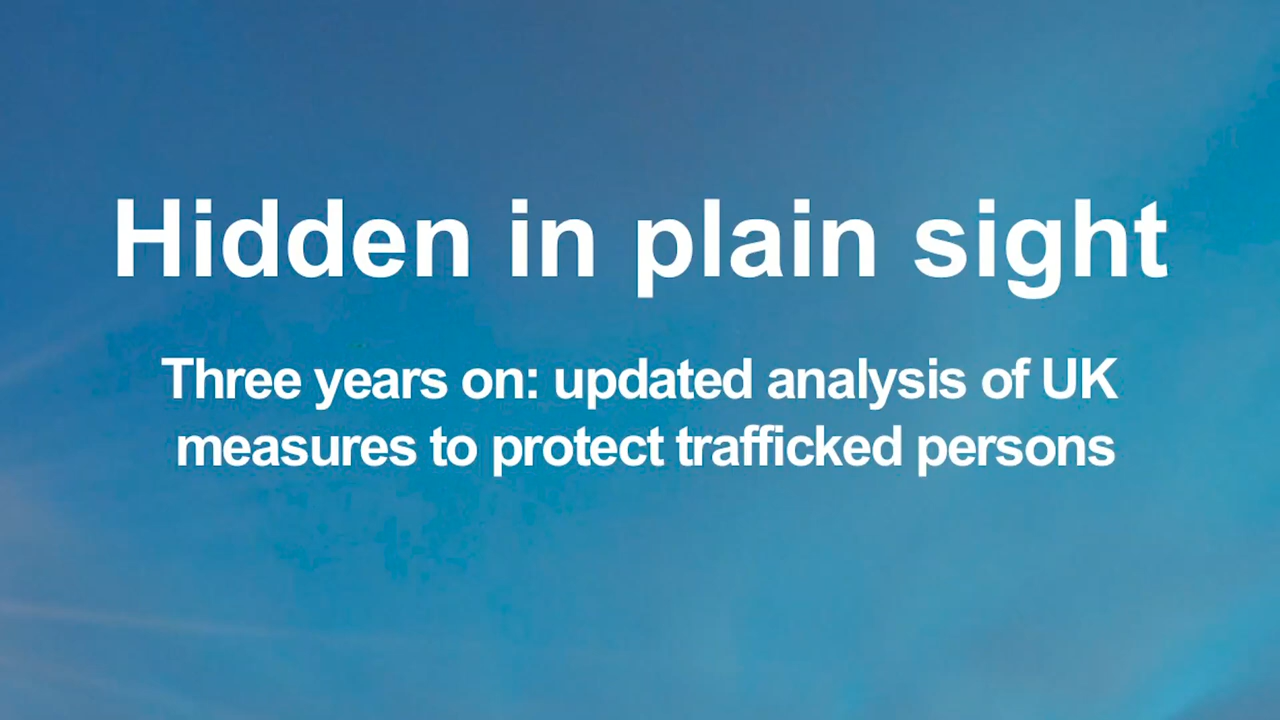 Hidden in plain sight
Three years on: updated analysis of UK
measures to protect trafficked persons